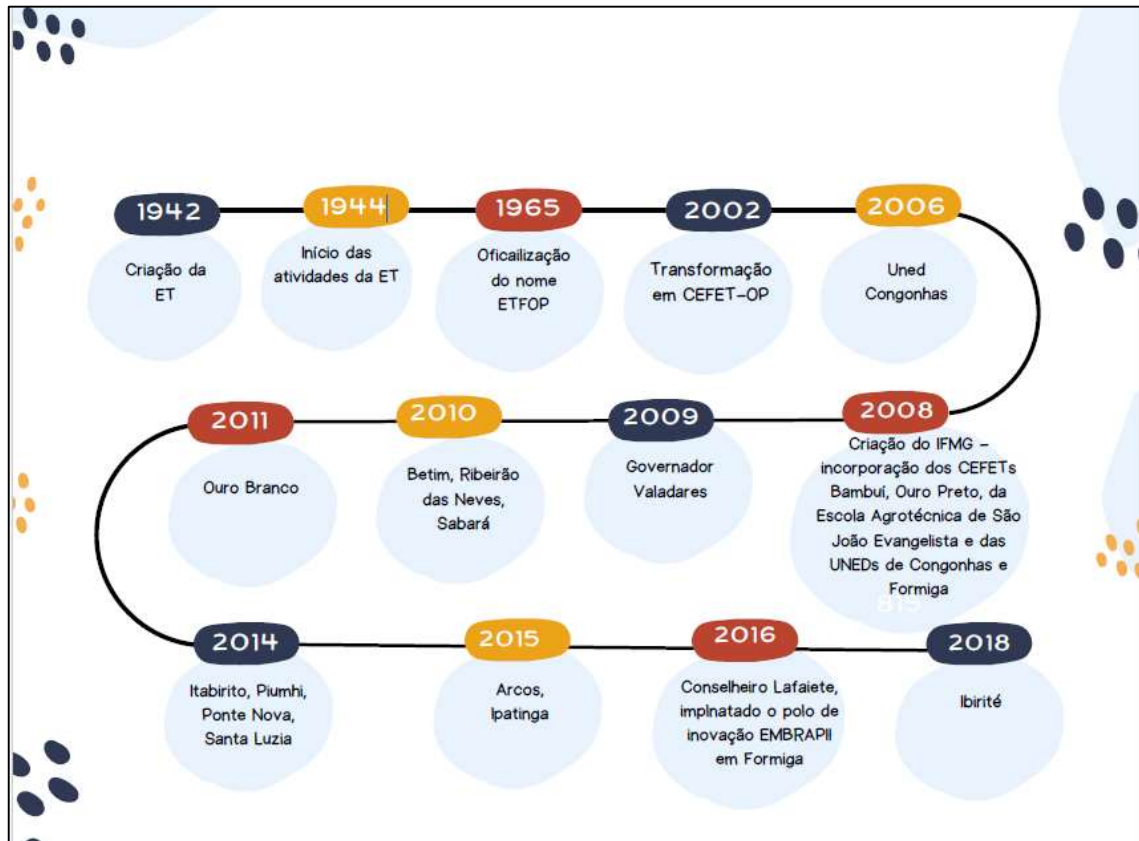 1942
Criação da
ET
1944
Início das
atividades da ET
1965
Oficailização
do nome
ETFOP
2002
Transformação
em CEFET-OP
2006
Uned
Congonhas
2008
Criação do IFMG -
incorporação dos CEFETs
Bambuí, Ouro Preto, da
Escola Agrotécnica de São
João Evangelista e das
UNEDs de Congonhas e
Formiga
2009
Governador
Valadares
2010
Betim, Ribeirão
das Neves,
Sabará
2011
Ouro Branco
2014
Itabirito, Piumhi,
Ponte Nova,
Santa Luzia
2015
Arcos,
Ipatinga
2016
Conselheiro Lafaiete,
implnatado o polo de
inovação EMBRAPII
em Formiga
2018
Ibirité